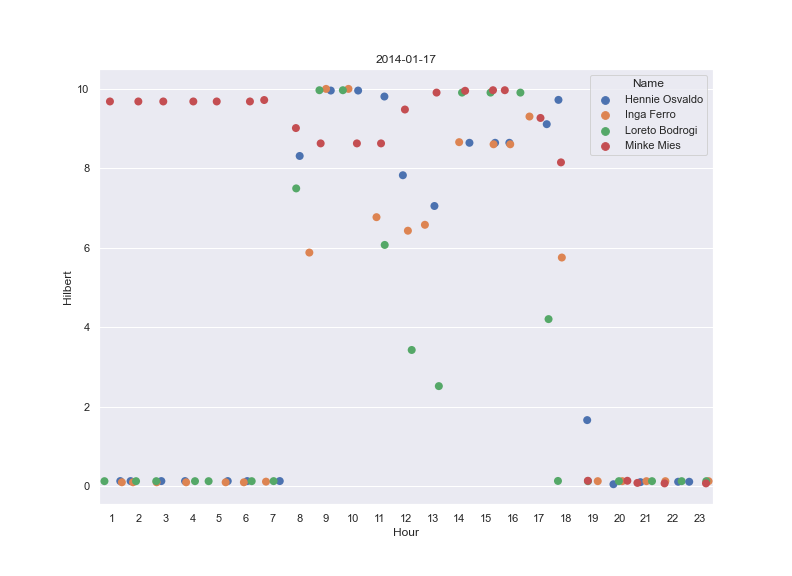 2014-01-17
Name
Hennie Osvaldo
Inga Ferro
Loreto Bodrogi
Minke Mies
10
8
6
4
2
0
Hilbert
1 2 3 4 5 6 7 8 9 10 11 12 13 14 15 16 17 18 19 20 21 22 23
Hour